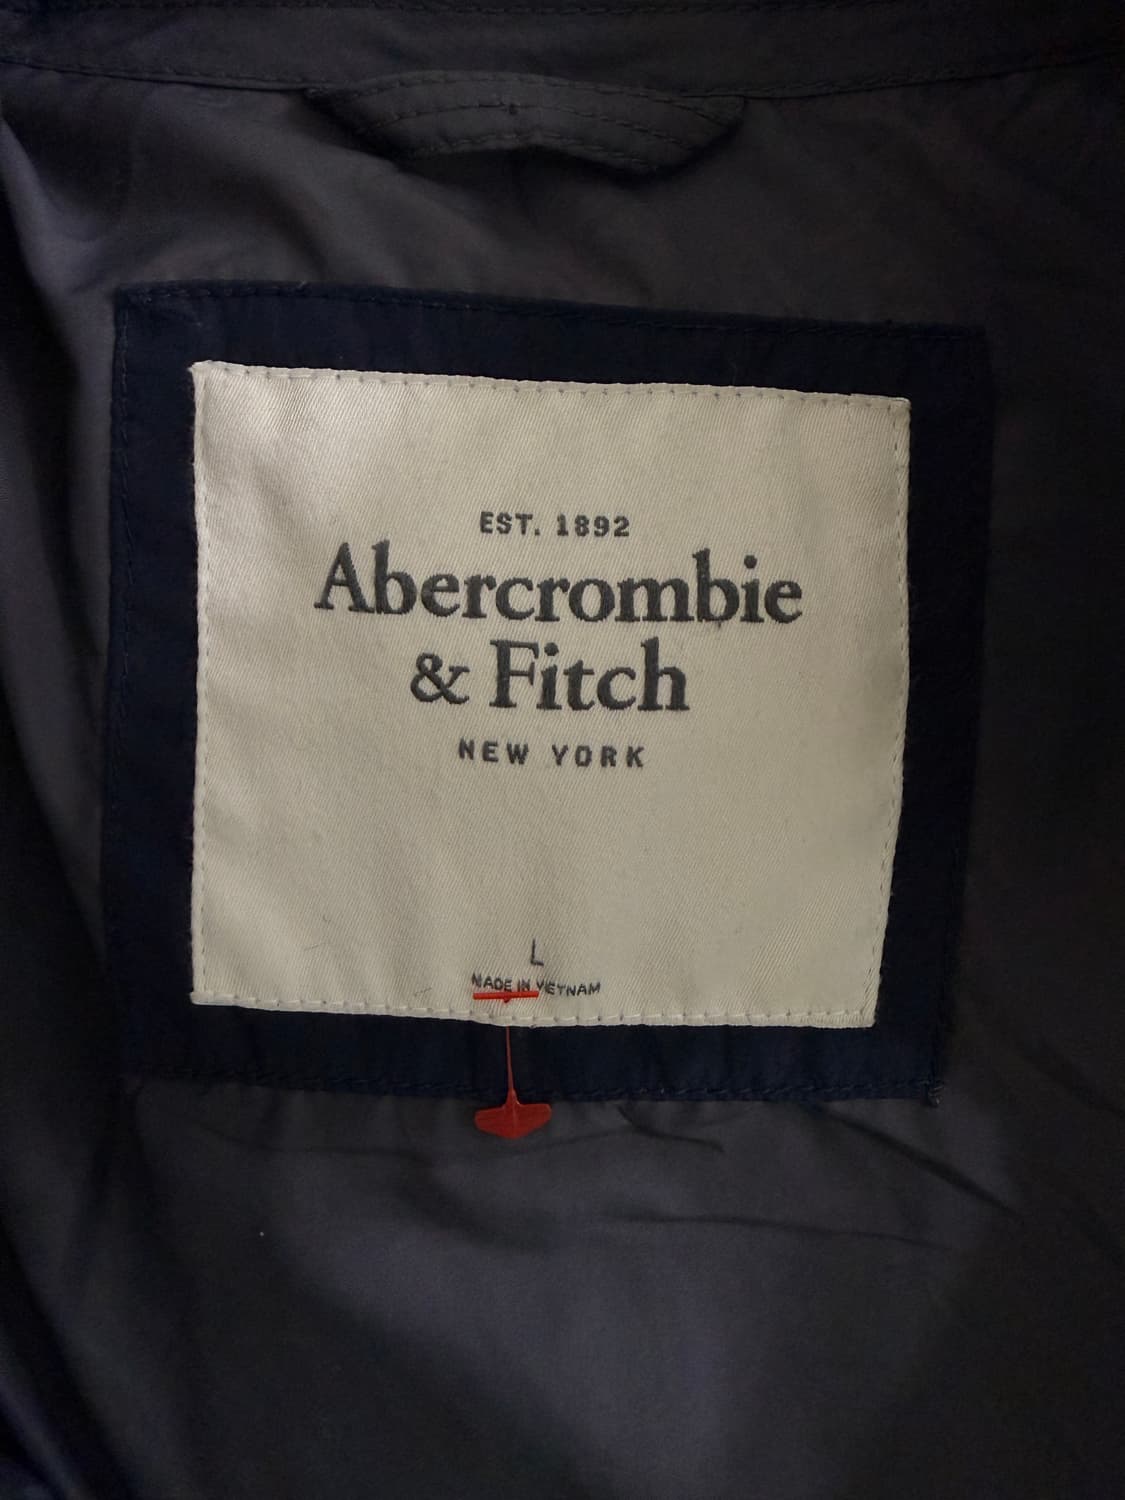 EST. 1892
Abercrombie
& Fitch
NEW YORK
L
MADE IN VIETNAM